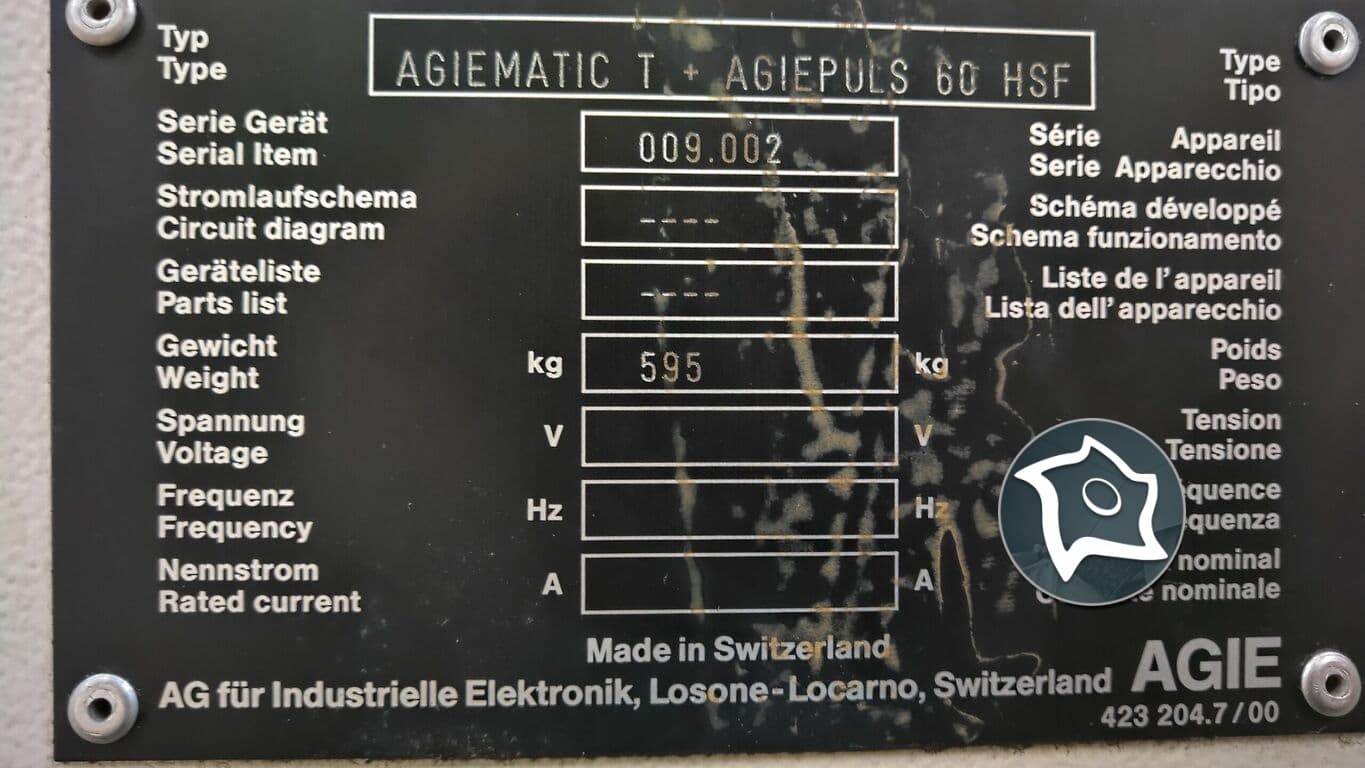 Typ
Type
AGIEMATIC T + AGIEPULS 60 HSF
Type
Tipo
Serie Gerät
Serial Item
009.002
Série Appareil
Serie Apparecchio
Stromlaufschema
Circuit diagram
----
Schéma développé
Schema funzionamento
Geräteliste
Parts list
----
Liste de l'appareil
Lista dell'apparecchio
Gewicht
Weight
kg 595 kg
Poids
Peso
Spannung
Voltage
V V
Tension
Tensione
Frequenz
Frequency
Hz Hz
Nennstrom
Rated current
A A
nominal
nominale
Made in Switzerland
AG für Industrielle Elektronik, Losone-Locarno, Switzerland AGIE
423 204.7/00